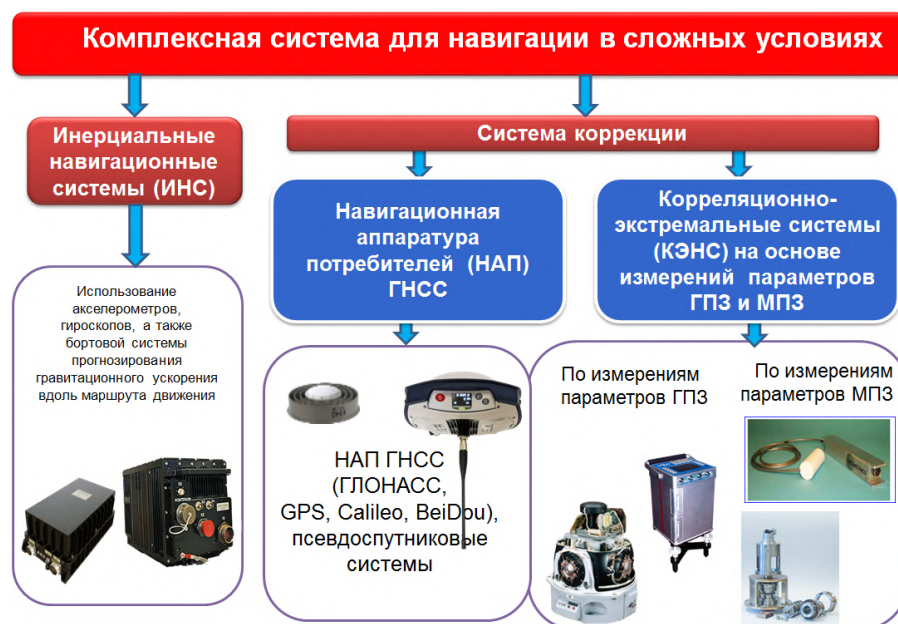 Комплексная система для навигации в сложных условиях
Инерциальные
навигационные
системы (ИНС)
Система коррекции
Навигационная
аппаратура
потребителей (НАП)
ГНСС
Корреляционно-
экстремальные системы
(КЭНС) на основе
измерений параметров
ГПЗ и МПЗ
Использование
акселерометров,
гироскопов, а также
бортовой системы
прогнозирования
гравитационного ускорения
вдоль маршрута движения
НАП ГНСС
(ГЛОНАСС,
GPS, Calileo, BeiDou),
псевдоспутниковые
системы
По измерениям
параметров ГПЗ
По измерениям
параметров МПЗ